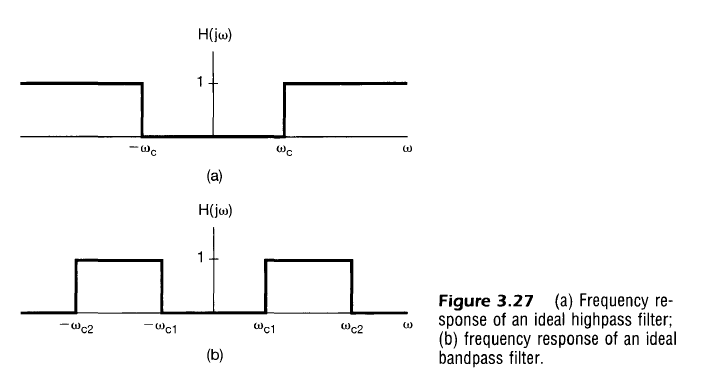 H(jω)
1
−ωc ωc ω
(a)
H(jω)
1
−ωc2 −ωc1 ωc1 ωc2 ω
(b)
Figure 3.27 (a) Frequency re-
sponse of an ideal highpass filter;
(b) frequency response of an ideal
bandpass filter.